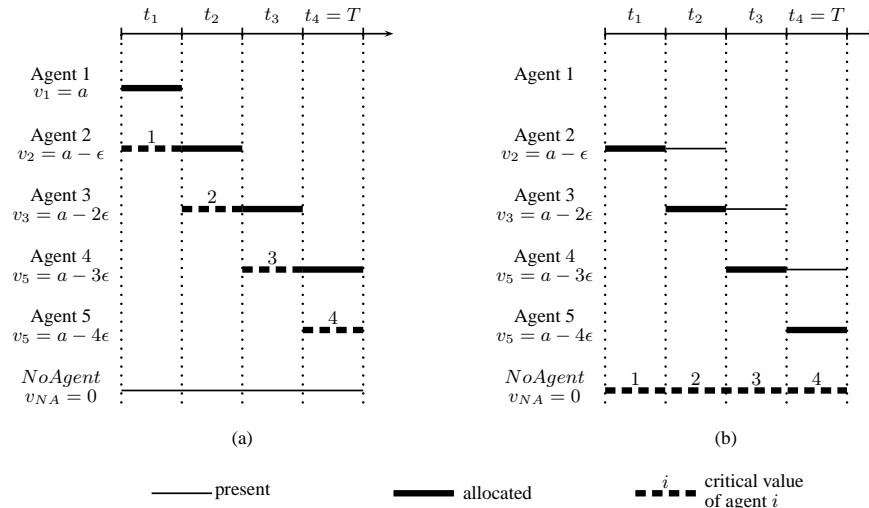 t₁ t₂ t₃ t₄ = T
Agent 1
v₁ = a
Agent 2
v₂ = a − ϵ
1
Agent 3
v₃ = a − 2ϵ
2
Agent 4
v₅ = a − 3ϵ
3
Agent 5
v₅ = a − 4ϵ
4
NoAgent
v_NA = 0
(a)
t₁ t₂ t₃ t₄ = T
Agent 1
Agent 2
v₂ = a − ϵ
Agent 3
v₃ = a − 2ϵ
Agent 4
v₅ = a − 3ϵ
Agent 5
v₅ = a − 4ϵ
NoAgent
v_NA = 0
1 2 3 4
(b)
present
allocated
i
critical value
of agent i